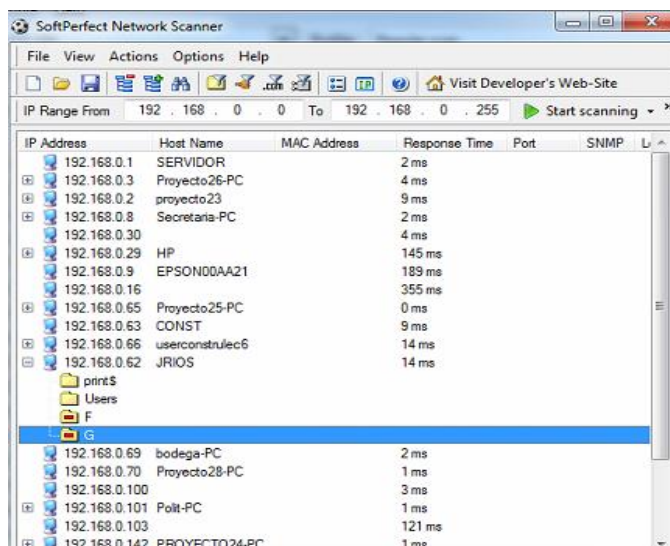 SoftPerfect Network Scanner
File View Actions Options Help
Visit Developer's Web-Site
IP Range From 192 . 168 . 0 . 0 To 192 . 168 . 0 . 255 Start scanning
IP Address Host Name MAC Address Response Time Port SNMP
192.168.0.1 SERVIDOR 2 ms
192.168.0.3 Proyecto26-PC 4 ms
192.168.0.2 proyecto23 9 ms
192.168.0.8 Secretaria-PC 2 ms
192.168.0.30 4 ms
192.168.0.29 HP 145 ms
192.168.0.9 EPSON00AA21 189 ms
192.168.0.16 355 ms
192.168.0.65 Proyecto25-PC 0 ms
192.168.0.63 CONST 9 ms
192.168.0.66 userconstrulec6 14 ms
192.168.0.62 JRIOS 14 ms
print$
Users
F
G
192.168.0.69 bodega-PC 2 ms
192.168.0.70 Proyecto28-PC 1 ms
192.168.0.100 3 ms
192.168.0.101 Polit-PC 1 ms
192.168.0.103 121 ms
192.168.0.142 PROYECTO24-PC 1 ms